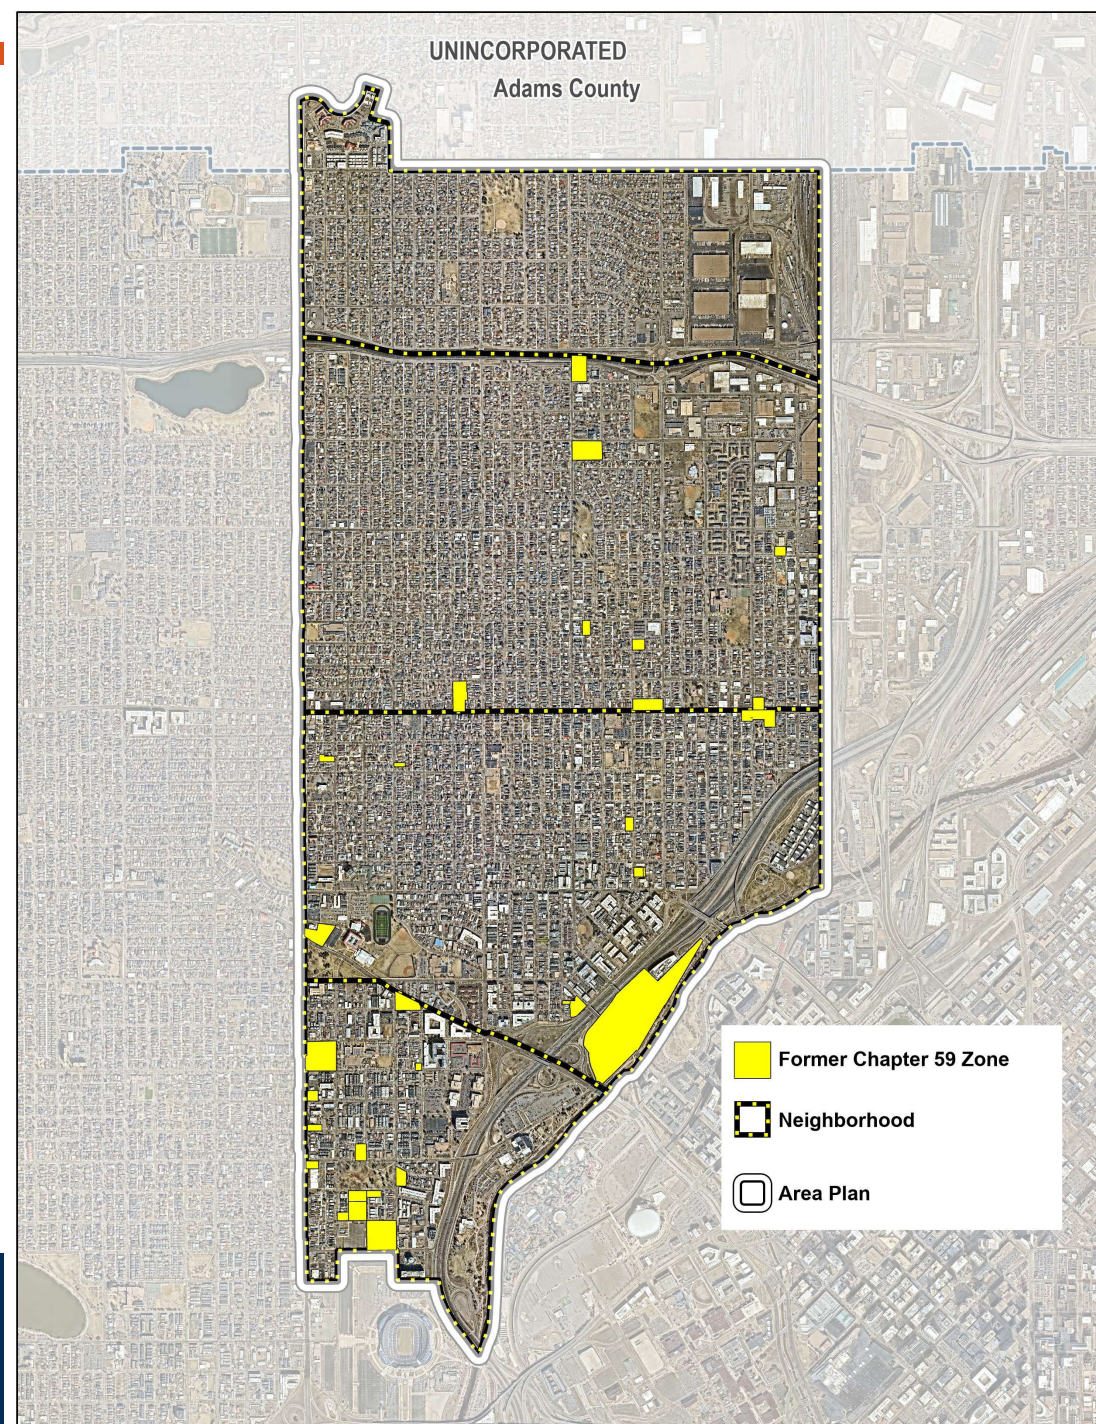 UNINCORPORATED
Adams County
Former Chapter 59 Zone
Neighborhood
Area Plan